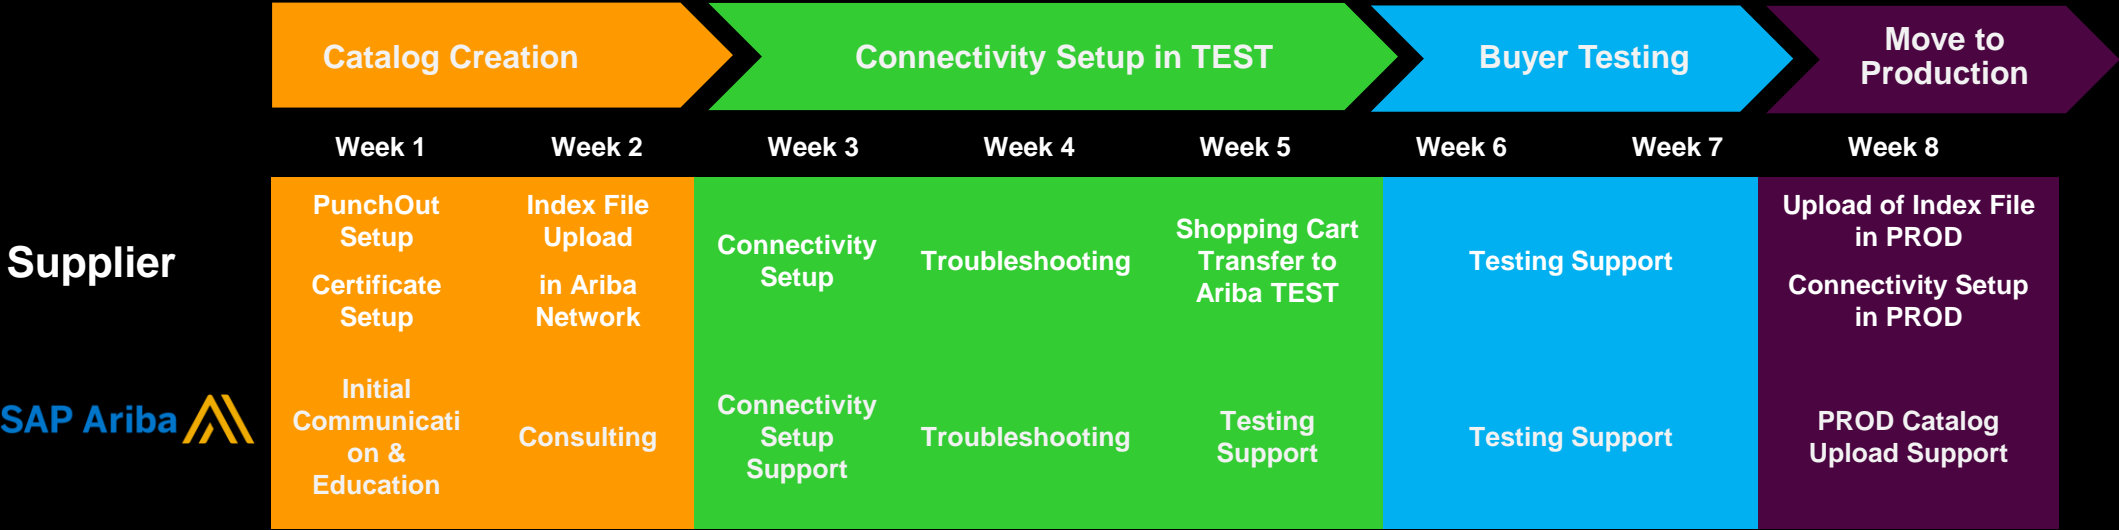 Catalog Creation
Connectivity Setup in TEST
Buyer Testing
Move to
Production
Week 1
Week 2
Week 3
Week 4
Week 5
Week 6
Week 7
Week 8
Supplier
PunchOut
Setup
Certificate
Setup
Index File
Upload
in Ariba
Network
Connectivity
Setup
Troubleshooting
Shopping Cart
Transfer to
Ariba TEST
Testing Support
Upload of Index File
in PROD
Connectivity Setup
in PROD
SAP Ariba
Initial
Communicati
on &
Education
Consulting
Connectivity
Setup
Support
Troubleshooting
Testing
Support
Testing Support
PROD Catalog
Upload Support